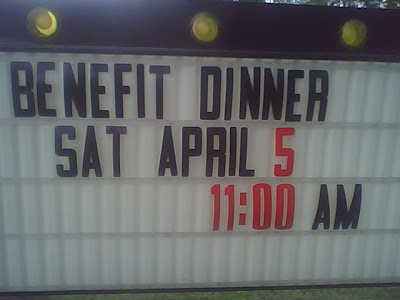 BENEFIT DINNER
SAT APRIL 5
11:00 AM